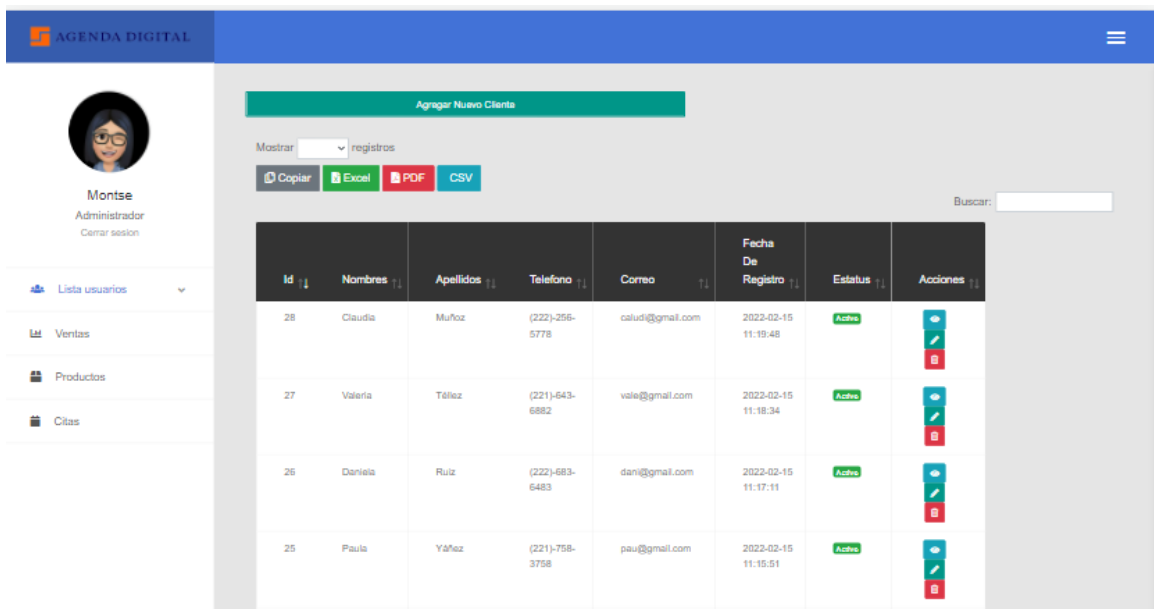 AGENDA DIGITAL
Montse
Administrador
Cerrar sesion
Lista usuarios
Ventas
Productos
Citas
Agregar Nuevo Cliente
Mostrar registros
Copiar Excel PDF CSV
Buscar:
Id Nombres Apellidos Telefono Correo Fecha De Registro Estatus Acciones
28 Claudia Muñoz (222)-256-5778 caludi@gmail.com 2022-02-15 11:19:48 Activo
27 Valeria Téllez (221)-643-6882 vale@gmail.com 2022-02-15 11:18:34 Activo
26 Daniela Ruiz (222)-683-6483 dani@gmail.com 2022-02-15 11:17:11 Activo
25 Paula Yáñez (221)-758-3758 pau@gmail.com 2022-02-15 11:15:51 Activo